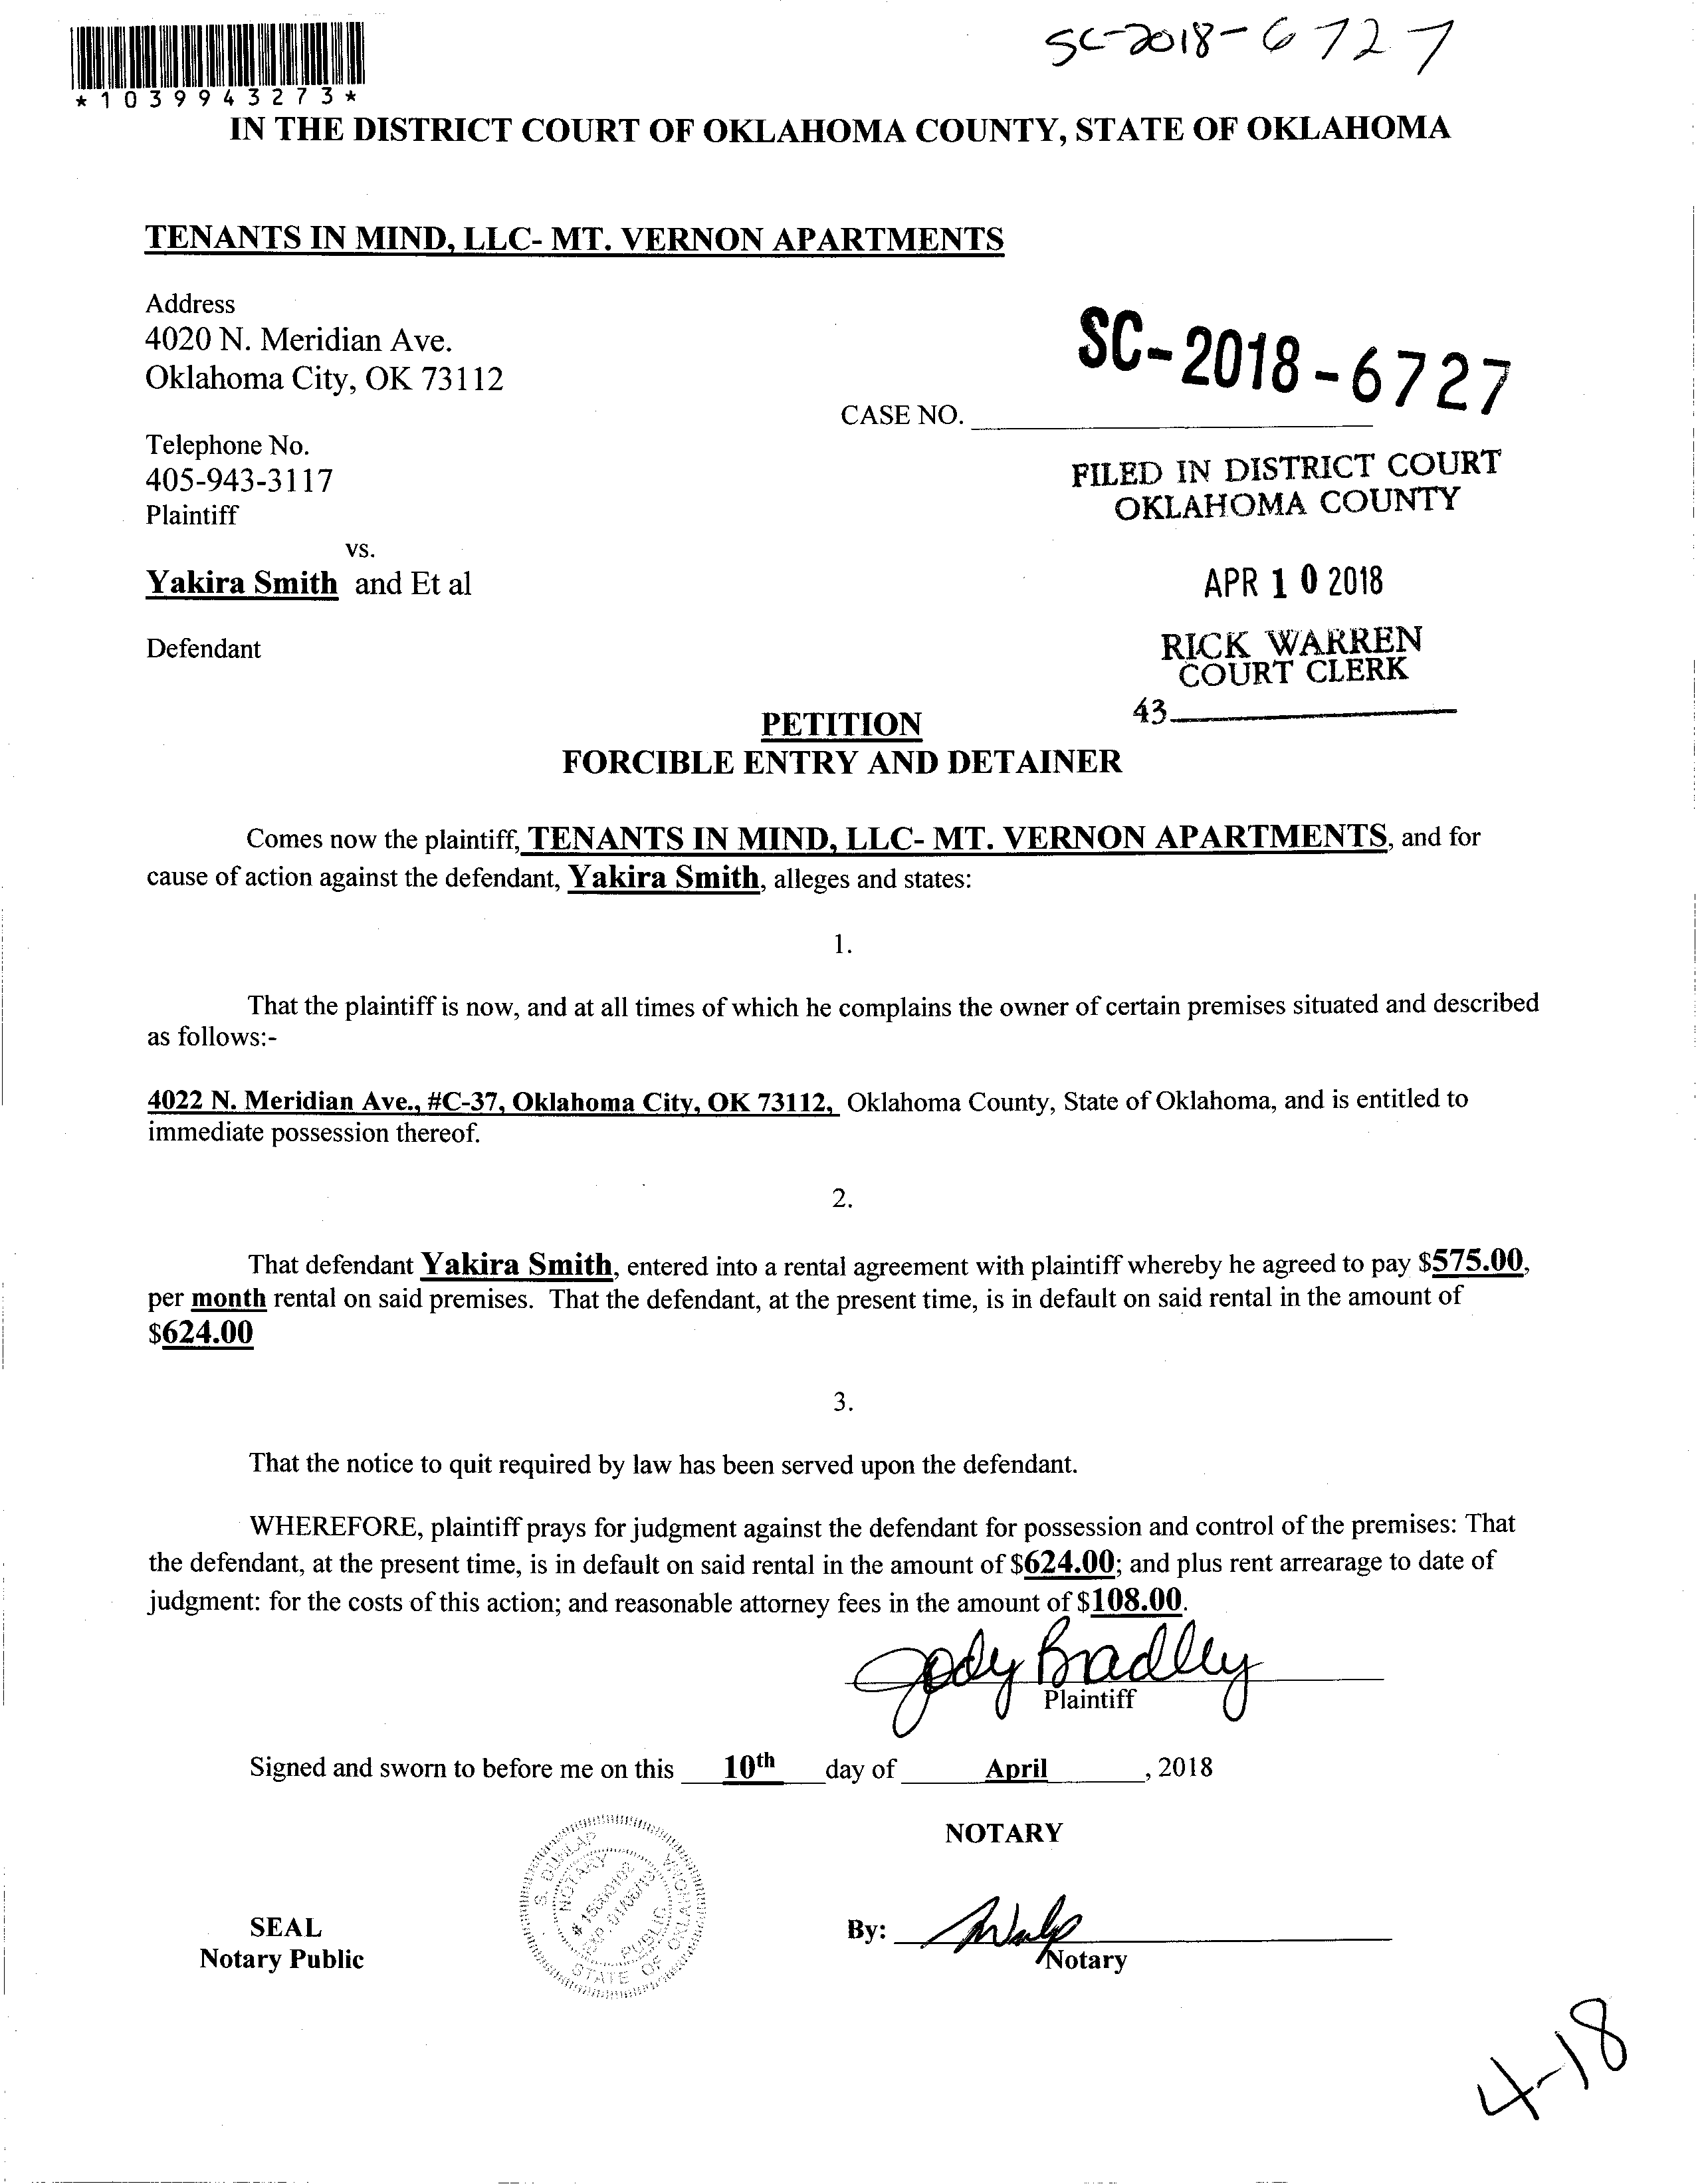 SC-2018-6727
*1039943273*
IN THE DISTRICT COURT OF OKLAHOMA COUNTY, STATE OF OKLAHOMA
TENANTS IN MIND, LLC- MT. VERNON APARTMENTS
Address
4020 N. Meridian Ave.
Oklahoma City, OK 73112
SC-2018-6727
CASE NO.
Telephone No.
405-943-3117
Plaintiff
FILED IN DISTRICT COURT
OKLAHOMA COUNTY
vs.
Yakira Smith and Et al
APR 10 2018
Defendant
RICK WARREN
COURT CLERK
43
PETITION
FORCIBLE ENTRY AND DETAINER
Comes now the plaintiff, TENANTS IN MIND, LLC- MT. VERNON APARTMENTS, and for
cause of action against the defendant, Yakira Smith, alleges and states:
1.
That the plaintiff is now, and at all times of which he complains the owner of certain premises situated and described
as follows:-
4022 N. Meridian Ave., #C-37, Oklahoma City, OK 73112, Oklahoma County, State of Oklahoma, and is entitled to
immediate possession thereof.
2.
That defendant Yakira Smith, entered into a rental agreement with plaintiff whereby he agreed to pay $575.00,
per month rental on said premises. That the defendant, at the present time, is in default on said rental in the amount of
$624.00
3.
That the notice to quit required by law has been served upon the defendant.
WHEREFORE, plaintiff prays for judgment against the defendant for possession and control of the premises: That
the defendant, at the present time, is in default on said rental in the amount of $624.00; and plus rent arrearage to date of
judgment: for the costs of this action; and reasonable attorney fees in the amount of $108.00.
Jody Bradley
Plaintiff
Signed and sworn to before me on this 10th day of April, 2018
NOTARY
S. DUNLAP
NOTARY
# 15000102
EXP. 01/06/19
PUBLIC
STATE OF OKLAHOMA
SEAL
Notary Public
By:
Notary
4-18